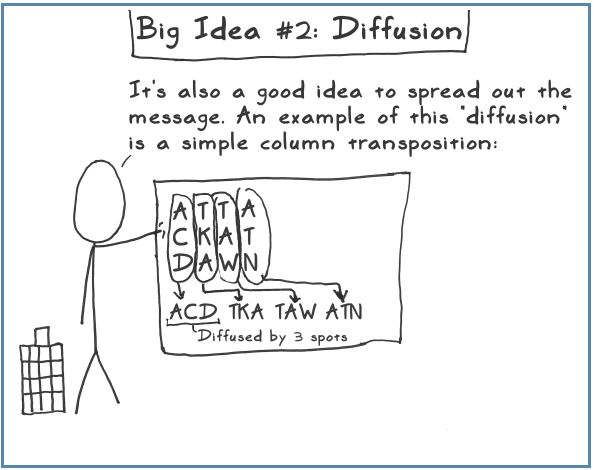 Big Idea #2: Diffusion
It's also a good idea to spread out the
message. An example of this "diffusion"
is a simple column transposition:
A T T A
C K A T
D A W N
ACD TKA TAW ATN
Diffused by 3 spots